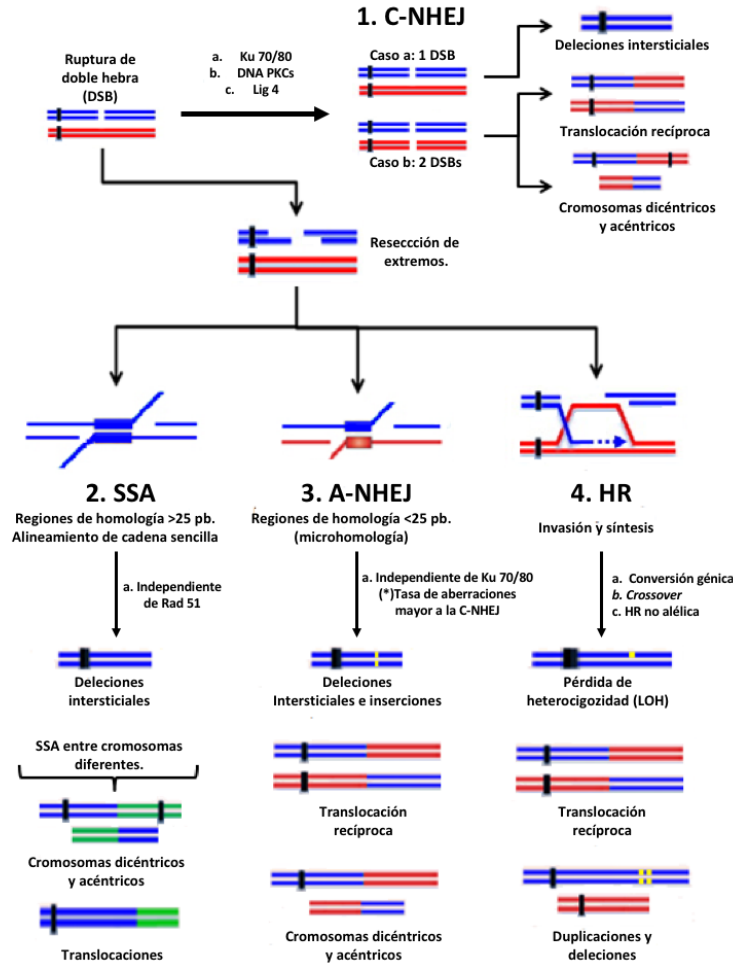 1. C-NHEJ
Ruptura de
doble hebra
(DSB)
a. Ku 70/80
b. DNA PKCs
c. Lig 4
Caso a: 1 DSB
Caso b: 2 DSBs
Deleciones intersticiales
Translocación recíproca
Cromosomas dicéntricos
y acéntricos
Reseccción de
extremos.
2. SSA
Regiones de homología >25 pb.
Alineamiento de cadena sencilla
a. Independiente
de Rad 51
Deleciones
intersticiales
SSA entre cromosomas
diferentes.
Cromosomas dicéntricos
y acéntricos
Translocaciones
3. A-NHEJ
Regiones de homología <25 pb.
(microhomología)
a. Independiente de Ku 70/80
(*)Tasa de aberraciones
mayor a la C-NHEJ
Deleciones
Intersticiales e inserciones
Translocación
recíproca
Cromosomas dicéntricos
y acéntricos
4. HR
Invasión y síntesis
a. Conversión génica
b. Crossover
c. HR no alélica
Pérdida de
heterocigozidad (LOH)
Translocación
recíproca
Duplicaciones y
deleciones